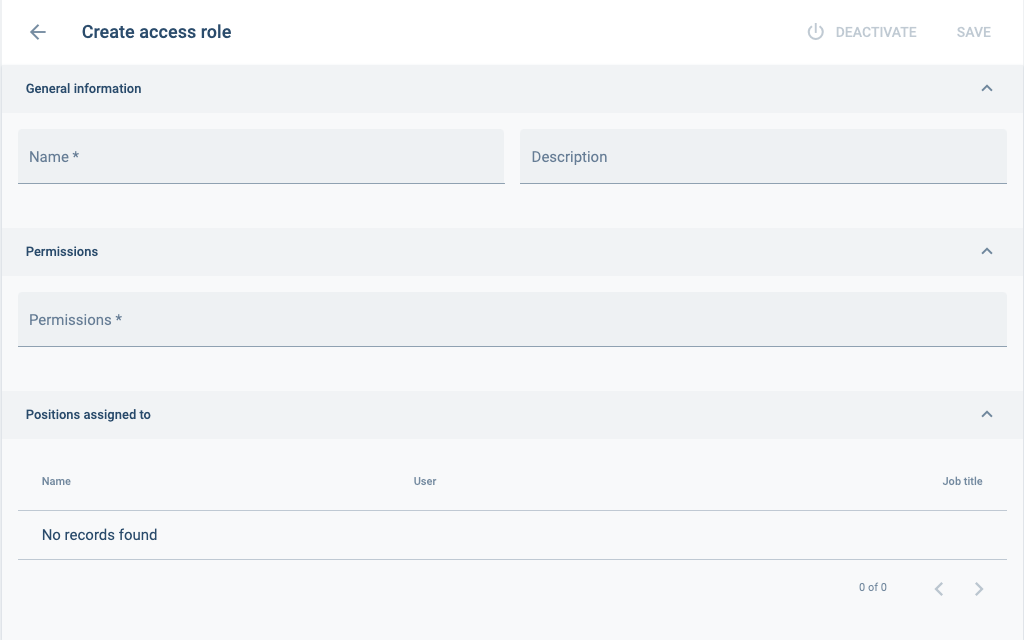 Create access role
DEACTIVATE
SAVE
General information
Name *
Description
Permissions
Permissions *
Positions assigned to
Name
User
Job title
No records found
0 of 0